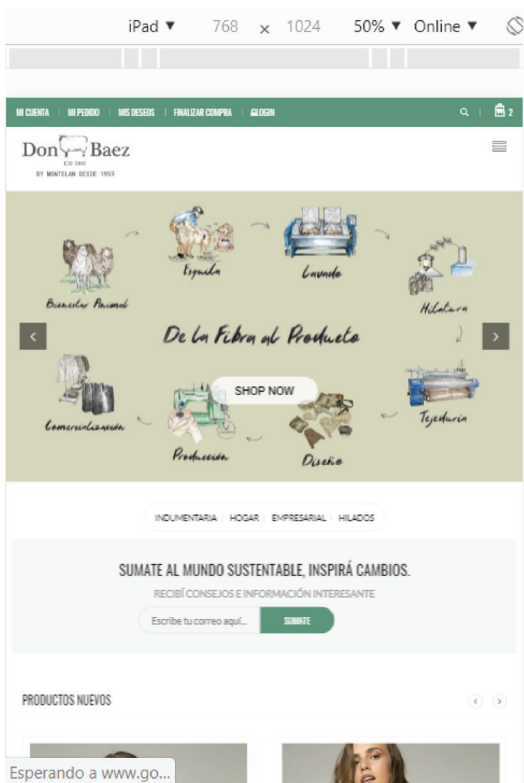 iPad ▼ 768 x 1024 50% ▼ Online ▼
MI CUENTA MI PEDIDO MIS DESEOS FINALIZAR COMPRA LOGIN 2
Don Baez
ESD 1960
BY MONTELAN DESDE 1959
Esquila
Lavado
Bienestar Animal
Hilatura
De la Fibra al Producto
SHOP NOW
Comercialización
Tejeduría
Producción
Diseño
INDUMENTARIA HOGAR EMPRESARIAL HILADOS
SUMATE AL MUNDO SUSTENTABLE, INSPIRÁ CAMBIOS.
RECIBÍ CONSEJOS E INFORMACIÓN INTERESANTE
Escribe tu correo aquí... SUMATE
PRODUCTOS NUEVOS
Esperando a www.go...